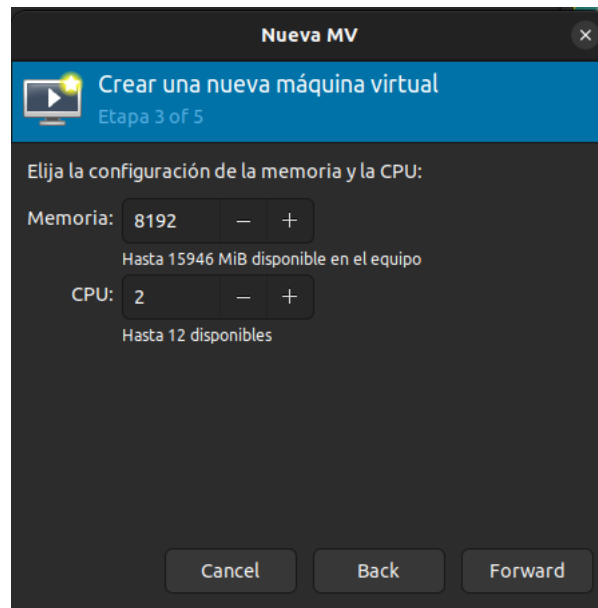 Nueva MV
Crear una nueva máquina virtual
Etapa 3 of 5
Elija la configuración de la memoria y la CPU:
Memoria: 8192 − +
Hasta 15946 MiB disponible en el equipo
CPU: 2 − +
Hasta 12 disponibles
Cancel Back Forward